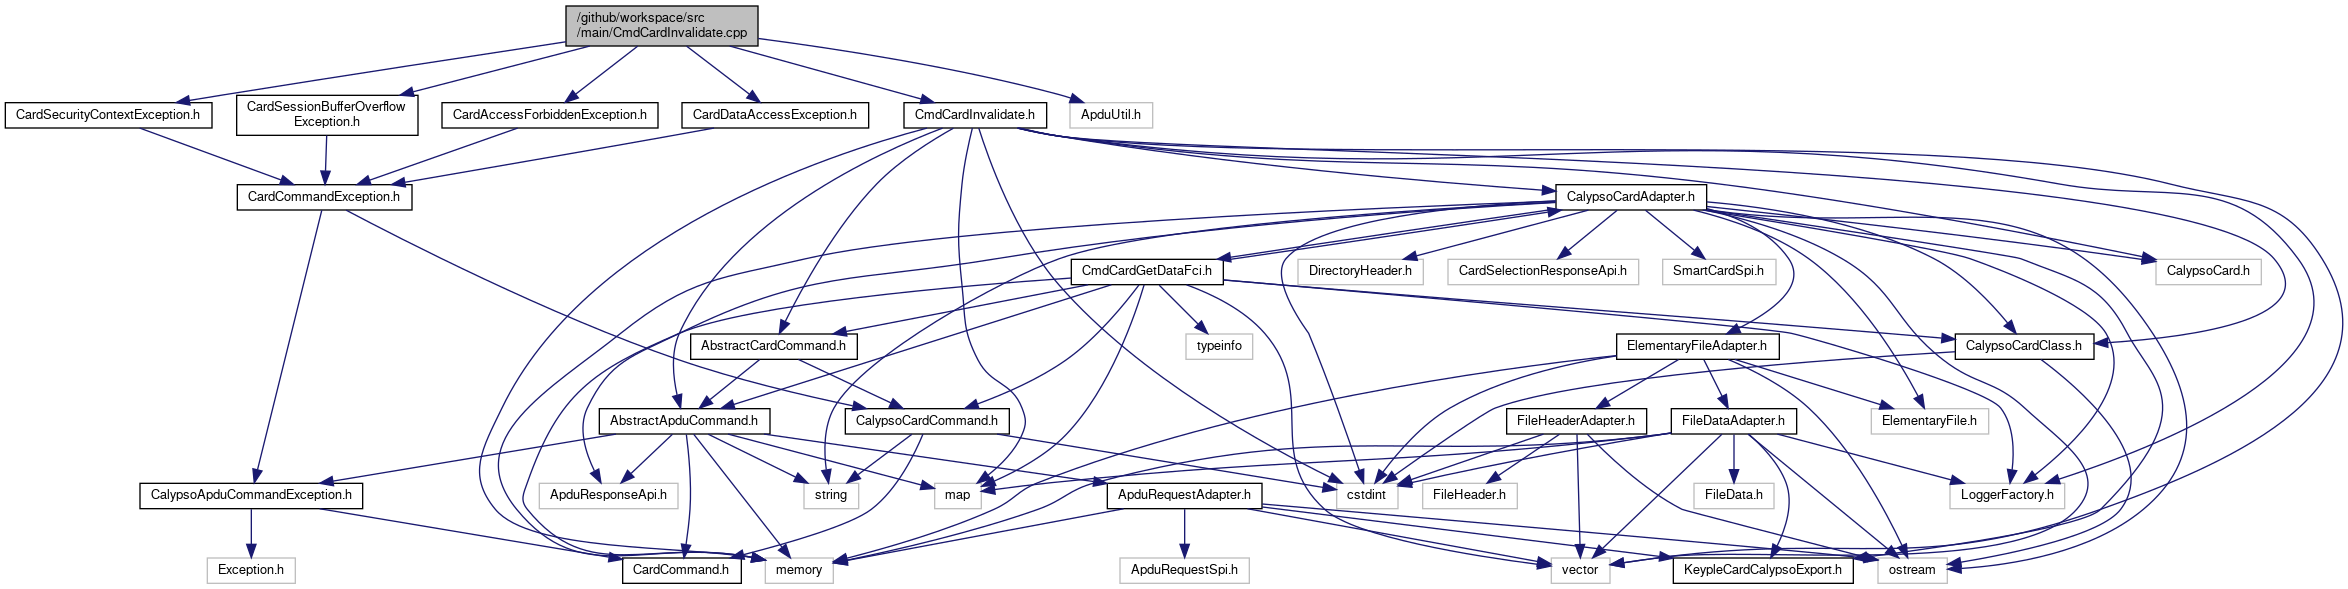 /github/workspace/src
/main/CmdCardInvalidate.cpp
CardSecurityContextException.h
CardSessionBufferOverflow
Exception.h
CardAccessForbiddenException.h
CardDataAccessException.h
CmdCardInvalidate.h
ApduUtil.h
CardCommandException.h
CalypsoCardAdapter.h
CmdCardGetDataFci.h
DirectoryHeader.h
CardSelectionResponseApi.h
SmartCardSpi.h
CalypsoCard.h
AbstractCardCommand.h
typeinfo
ElementaryFileAdapter.h
CalypsoCardClass.h
AbstractApduCommand.h
CalypsoCardCommand.h
FileHeaderAdapter.h
FileDataAdapter.h
ElementaryFile.h
CalypsoApduCommandException.h
ApduResponseApi.h
string
map
ApduRequestAdapter.h
cstdint
FileHeader.h
FileData.h
LoggerFactory.h
Exception.h
CardCommand.h
memory
ApduRequestSpi.h
vector
KeypleCardCalypsoExport.h
ostream